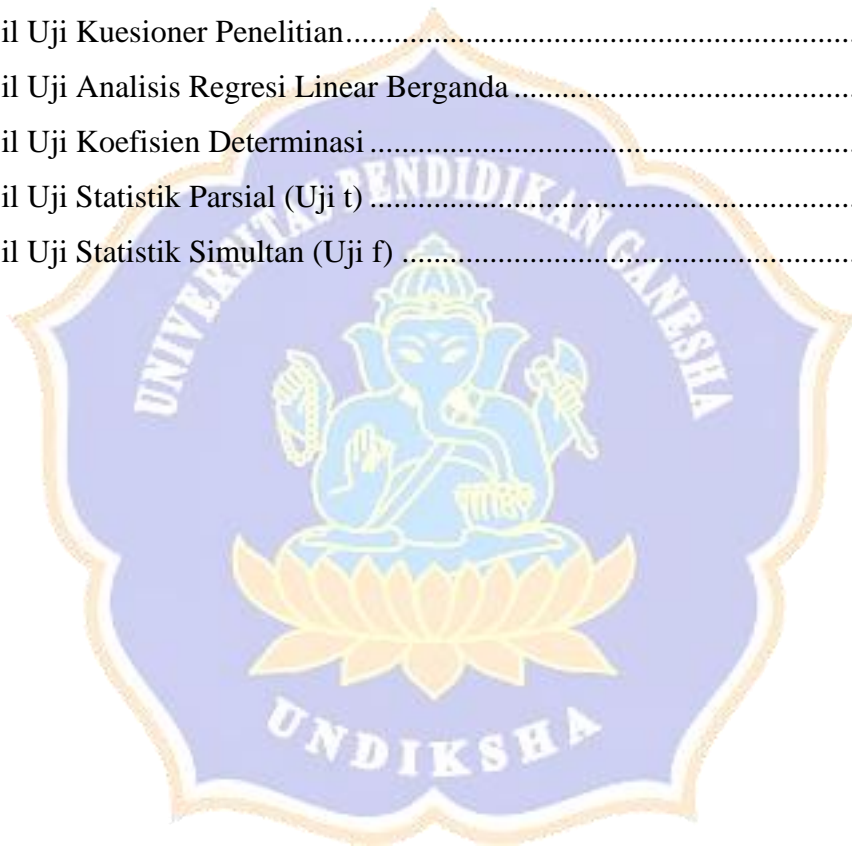 il Uji Kuesioner Penelitian................................................................
il Uji Analisis Regresi Linear Berganda...........................................
il Uji Koefisien Determinasi.............................................................
il Uji Statistik Parsial (Uji t).............................................................
il Uji Statistik Simultan (Uji f) .........................................................
UNIVERSITAS PENDIDIKAN GANESHA
UNDIKSHA